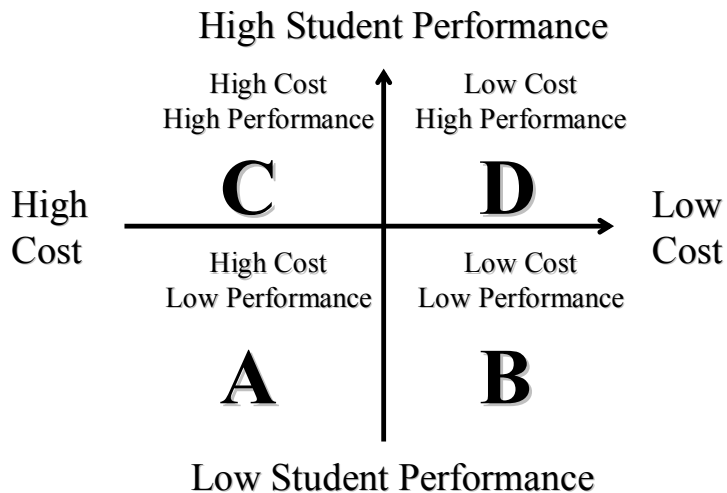 High Student Performance
High Cost
High Performance
C
Low Cost
High Performance
D
High
Cost
Low
Cost
High Cost
Low Performance
A
Low Cost
Low Performance
B
Low Student Performance